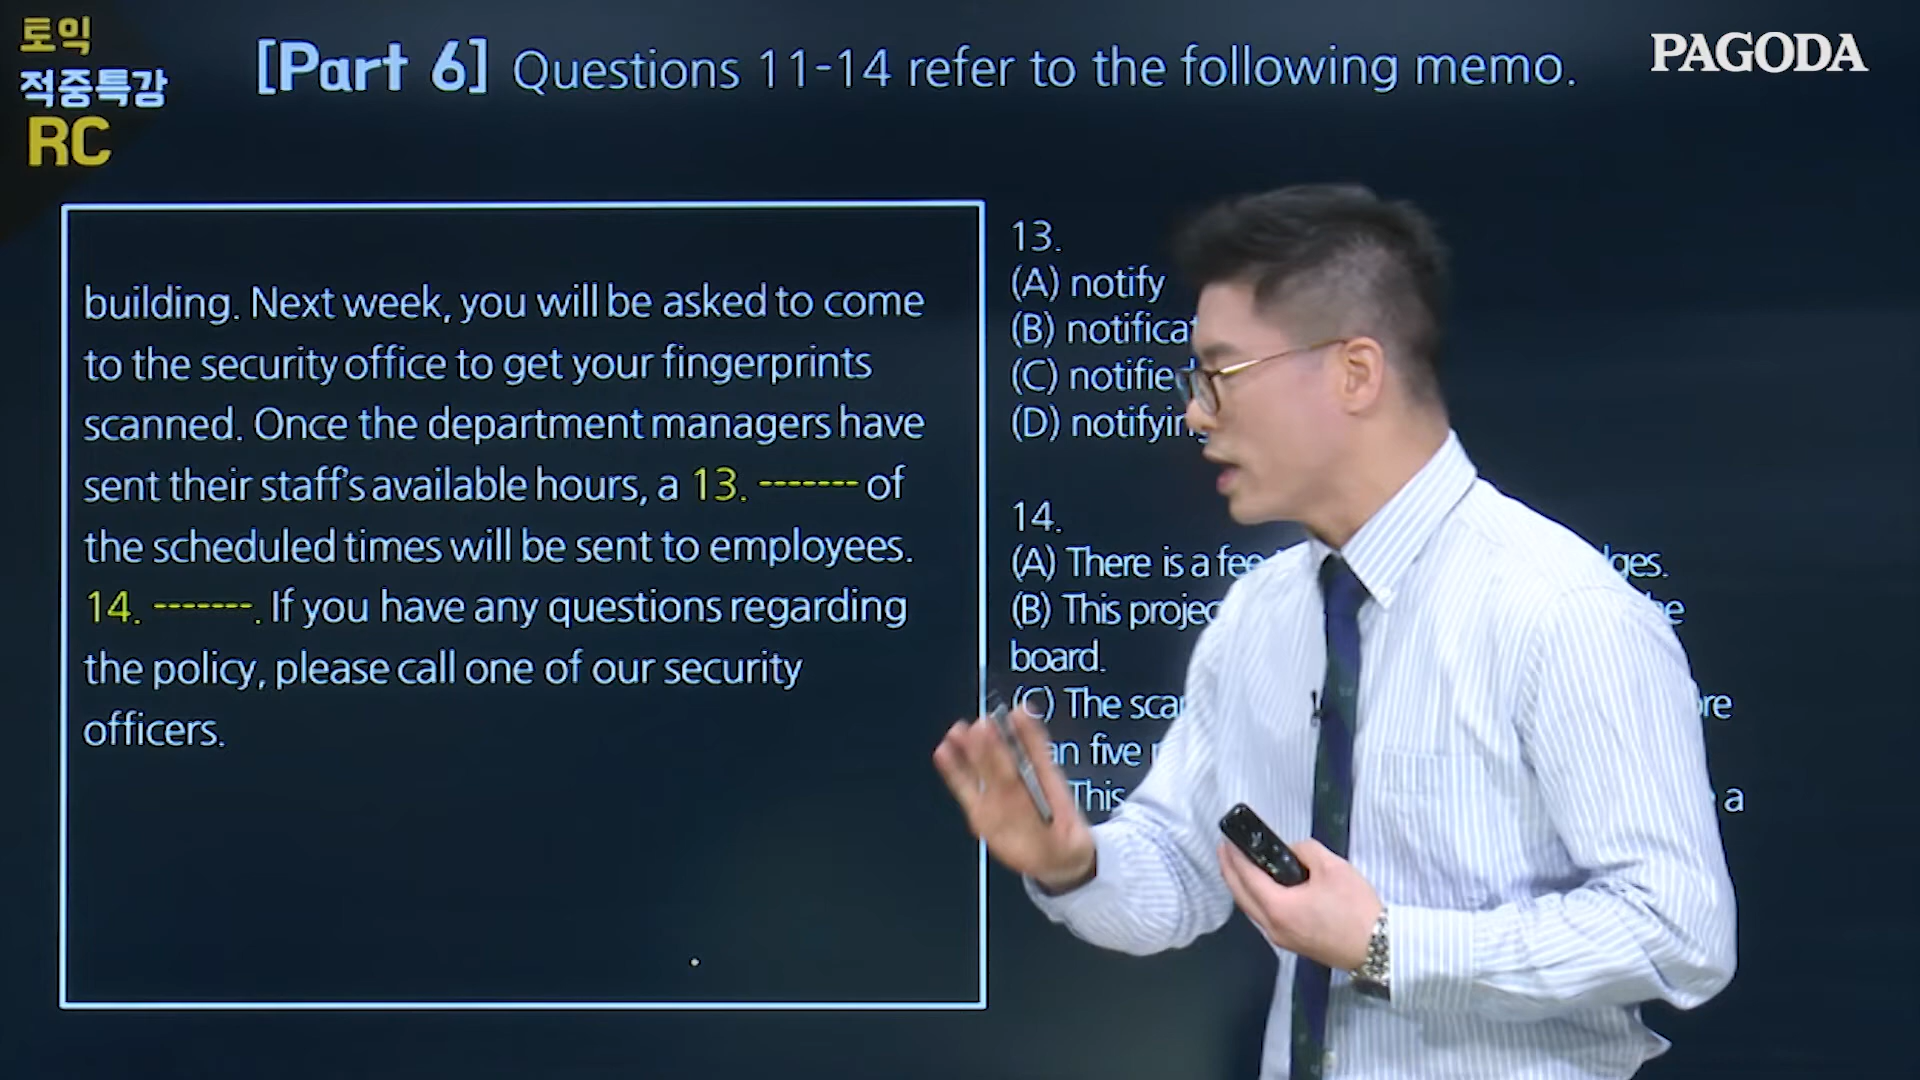 토익
적중특강
RC
[Part 6] Questions 11-14 refer to the following memo.
PAGODA
building. Next week, you will be asked to come
to the security office to get your fingerprints
scanned. Once the department managers have
sent their staff's available hours, a 13. ------- of
the scheduled times will be sent to employees.
14. -------. If you have any questions regarding
the policy, please call one of our security
officers.
13.
(A) notify
(B)
(C)
(D)
14.
(A) There is a fee
(B) This
board.
(C) The
five
This a